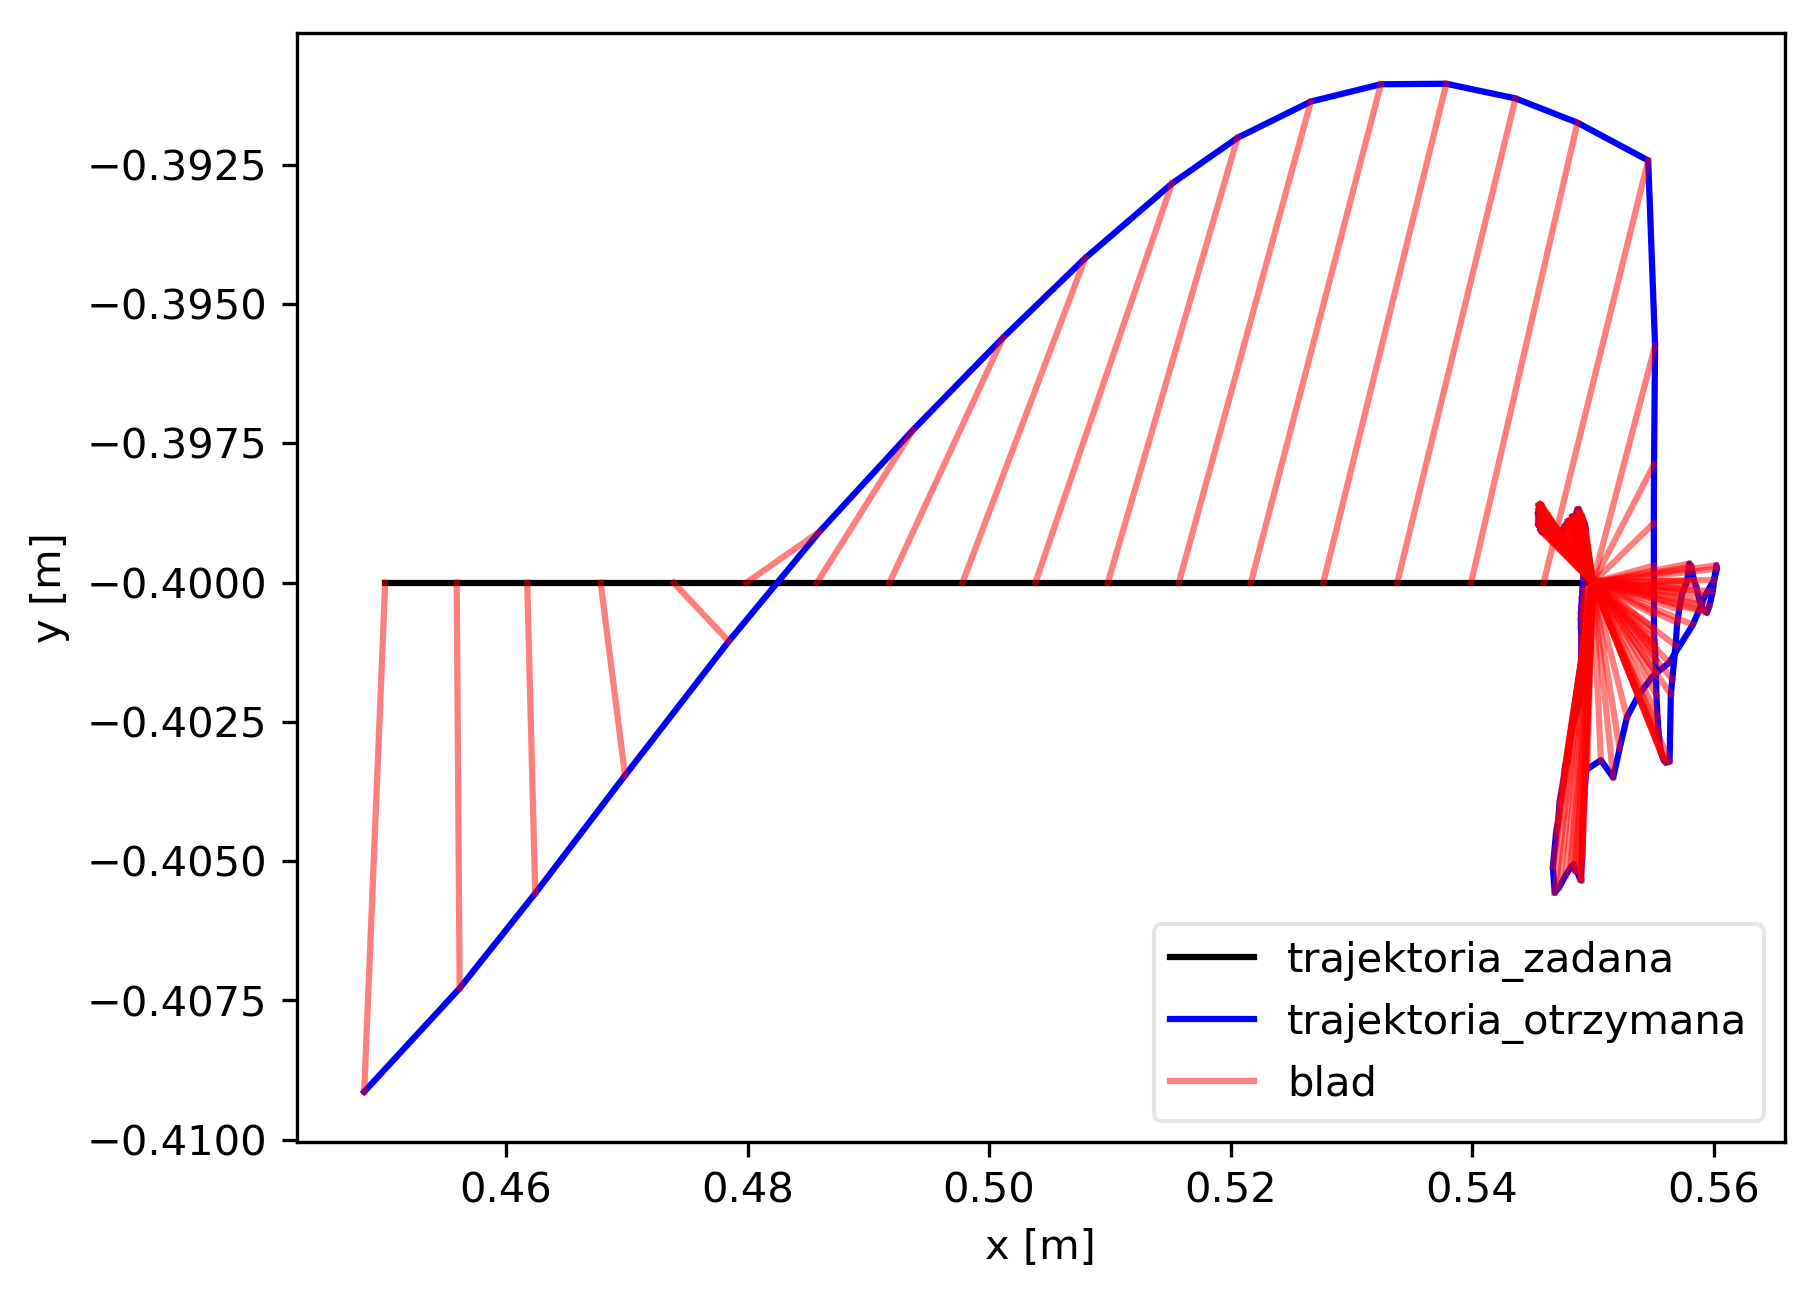 −0.3925
−0.3950
−0.3975
−0.4000
−0.4025
−0.4050
−0.4075
−0.4100
y [m]
trajektoria_zadana
trajektoria_otrzymana
blad
0.46 0.48 0.50 0.52 0.54 0.56
x [m]